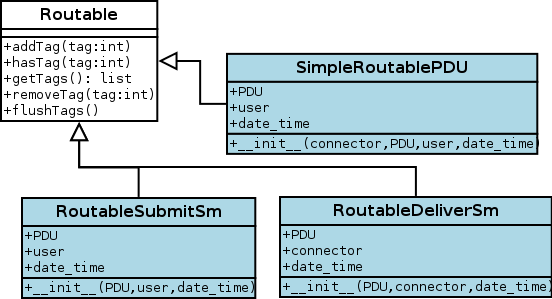 Routable
+addTag(tag:int)
+hasTag(tag:int)
+getTags(): list
+removeTag(tag:int)
+flushTags()
SimpleRoutablePDU
+PDU
+user
+date_time
+__init__(connector,PDU,user,date_time)
RoutableSubmitSm
+PDU
+user
+date_time
+__init__(PDU,user,date_time)
RoutableDeliverSm
+PDU
+connector
+date_time
+__init__(PDU,connector,date_time)